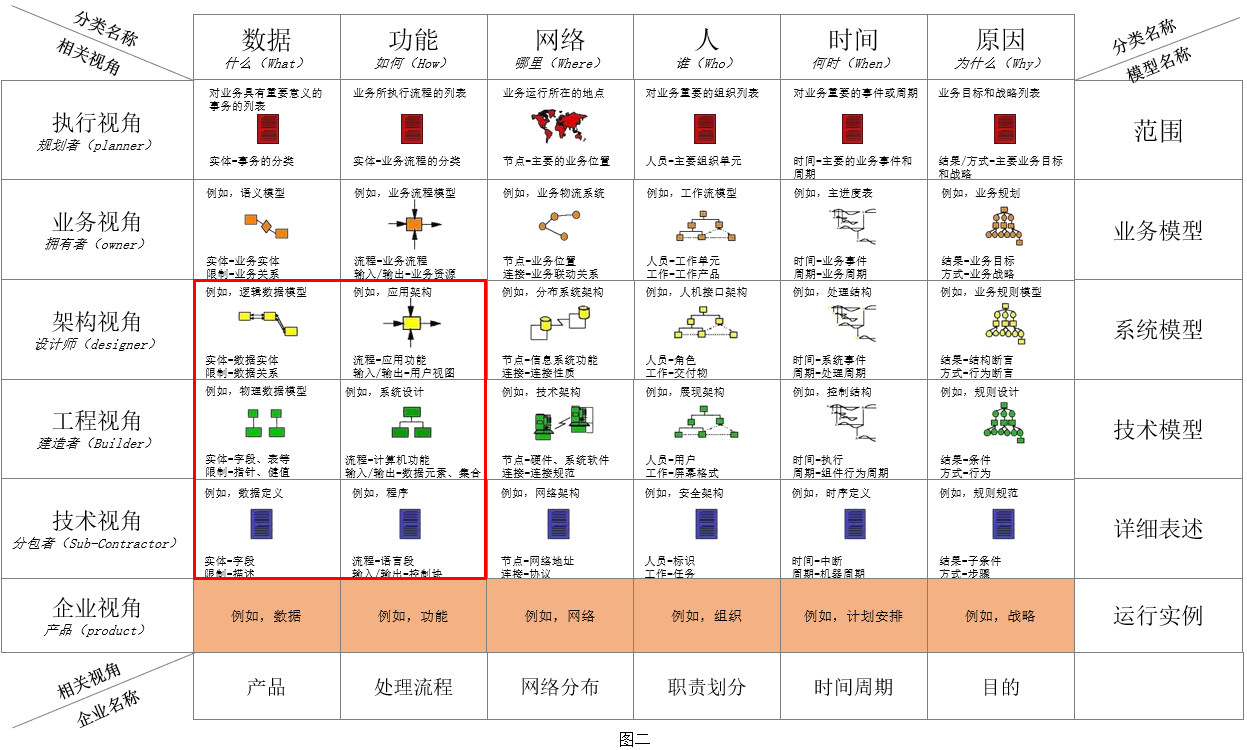 分类名称
相关视角
数据
什么（What）
功能
如何（How）
网络
哪里（Where）
人
谁（Who）
时间
何时（When）
原因
为什么（Why）
分类名称
模型名称
执行视角
规划者（planner）
对业务具有重要意义的
事务的列表
实体=事务的分类
业务所执行流程的列表
实体=业务流程的分类
业务运行所在的地点
节点=主要的业务位置
对业务重要的组织列表
人员=主要组织单元
对业务重要的事件或周期
时间=主要的业务事件和
周期
业务目标和战略列表
结果/方式=主要业务目标
和战略
范围
业务视角
拥有者（owner）
例如，语义模型
实体=业务实体
限制=业务关系
例如，业务流程模型
流程=业务流程
输入/输出=业务资源
例如，业务物流系统
节点=业务位置
连接=业务联动关系
例如，工作流模型
人员=工作单元
工作=工作产品
例如，主进度表
时间=业务事件
周期=业务周期
例如，业务规划
结果=业务目标
方式=业务战略
业务模型
架构视角
设计师（designer）
例如，逻辑数据模型
实体=数据实体
限制=数据关系
例如，应用架构
流程=应用功能
输入/输出=用户视图
例如，分布系统架构
节点=信息系统功能
连接=连接性质
例如，人机接口架构
人员=角色
工作=交付物
例如，处理结构
时间=系统事件
周期=处理周期
例如，业务规则模型
结果=结构断言
方式=行为断言
系统模型
工程视角
建造者（Builder）
例如，物理数据模型
实体=字段、表等
限制=指针、健值
例如，系统设计
流程=计算机功能
输入/输出=数据元素、集合
例如，技术架构
节点=硬件、系统软件
连接=连接规范
例如，展现架构
人员=用户
工作=屏幕格式
例如，控制结构
时间=执行
周期=组件行为周期
例如，规则设计
结果=条件
方式=行为
技术模型
技术视角
分包者（Sub-Contractor）
例如，数据定义
实体=字段
限制=描述
例如，程序
流程=语言段
输入/输出=控制块
例如，网络架构
节点=网络地址
连接=协议
例如，安全架构
人员=标识
工作=任务
例如，时序定义
时间=中断
周期=机器周期
例如，规则规范
结果=子条件
方式=步骤
详细表述
企业视角
产品（product）
例如，数据
例如，功能
例如，网络
例如，组织
例如，计划安排
例如，战略
运行实例
相关视角
企业名称
产品
处理流程
网络分布
职责划分
时间周期
目的
图二